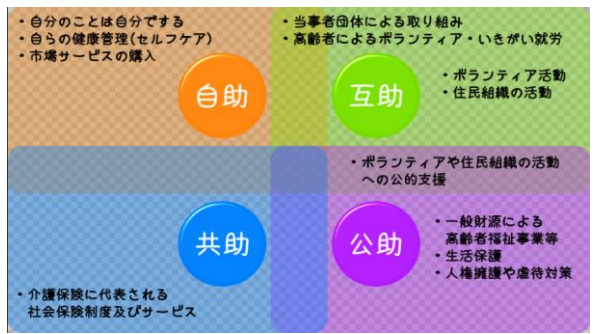 ・自分のことは自分でする
・自らの健康管理(セルフケア)
・市場サービスの購入
自助
・当事者団体による取り組み
・高齢者によるボランティア・いきがい就労
・ボランティア活動
・住民組織の活動
互助
・ボランティアや住民組織の活動
への公的支援
共助
・介護保険に代表される
社会保険制度及びサービス
公助
・一般財源による
高齢者福祉事業等
・生活保護
・人権擁護や虐待対策